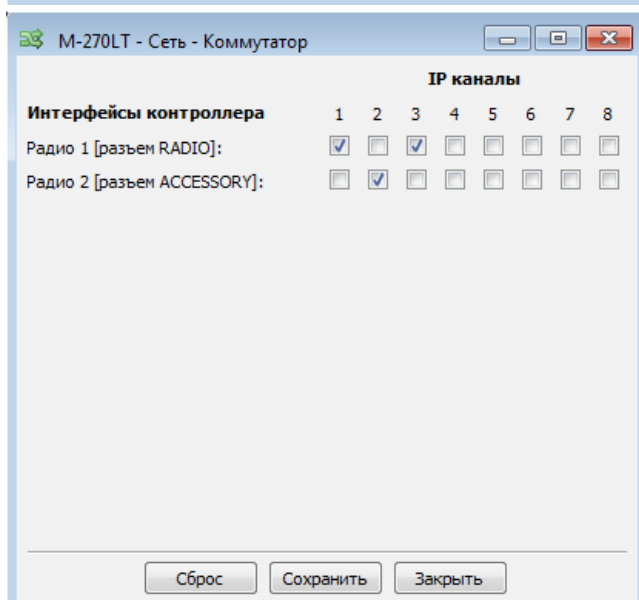 M-270LT - Сеть - Коммутатор
IP каналы
Интерфейсы контроллера 1 2 3 4 5 6 7 8
Радио 1 [разъем RADIO]:
Радио 2 [разъем ACCESSORY]:
Сброс Сохранить Закрыть